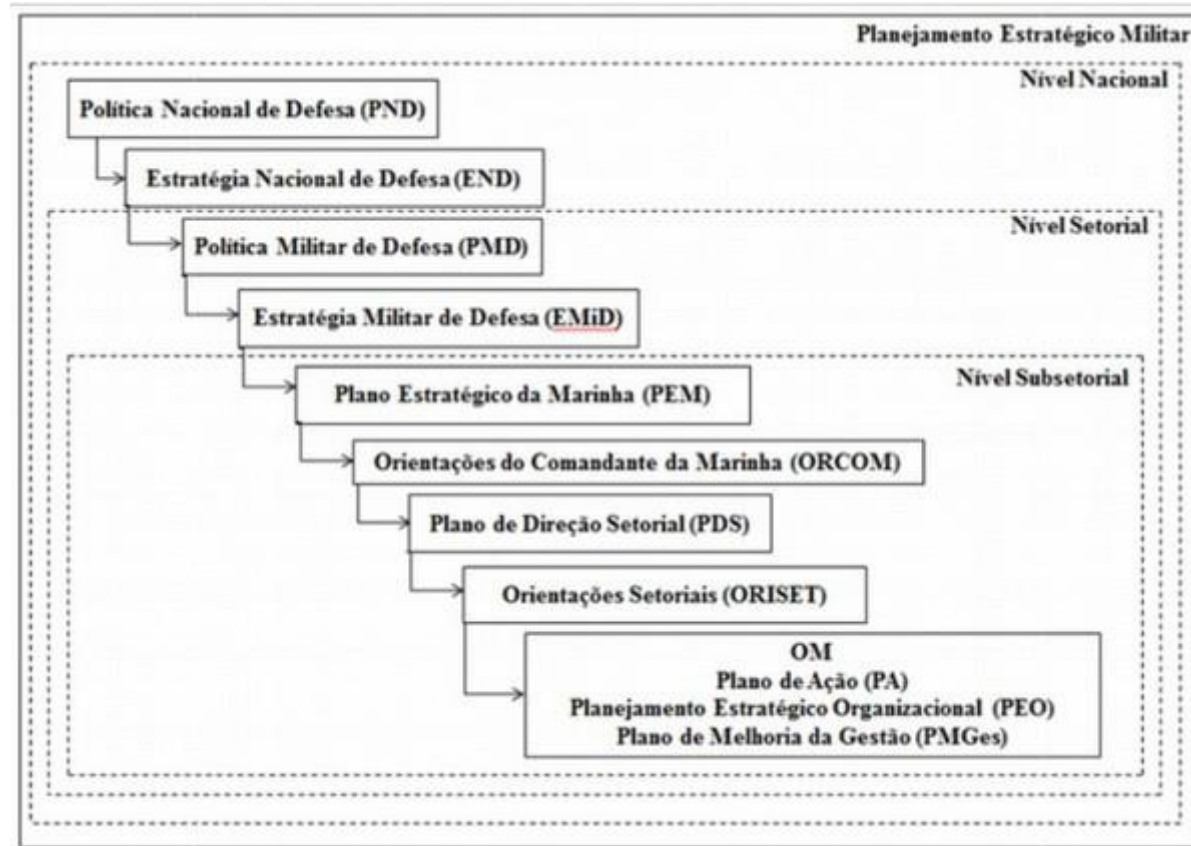 Planejamento Estratégico Militar
Nível Nacional
Política Nacional de Defesa (PND)
Estratégia Nacional de Defesa (END)
Nível Setorial
Política Militar de Defesa (PMD)
Estratégia Militar de Defesa (EMiD)
Nível Subsetorial
Plano Estratégico da Marinha (PEM)
Orientações do Comandante da Marinha (ORCOM)
Plano de Direção Setorial (PDS)
Orientações Setoriais (ORISET)
OM
Plano de Ação (PA)
Planejamento Estratégico Organizacional (PEO)
Plano de Melhoria da Gestão (PMGes)